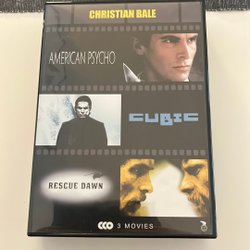 CHRISTIAN BALE
AMERICAN PSYCHO
CUBIC
RESCUE DAWN
3 MOVIES